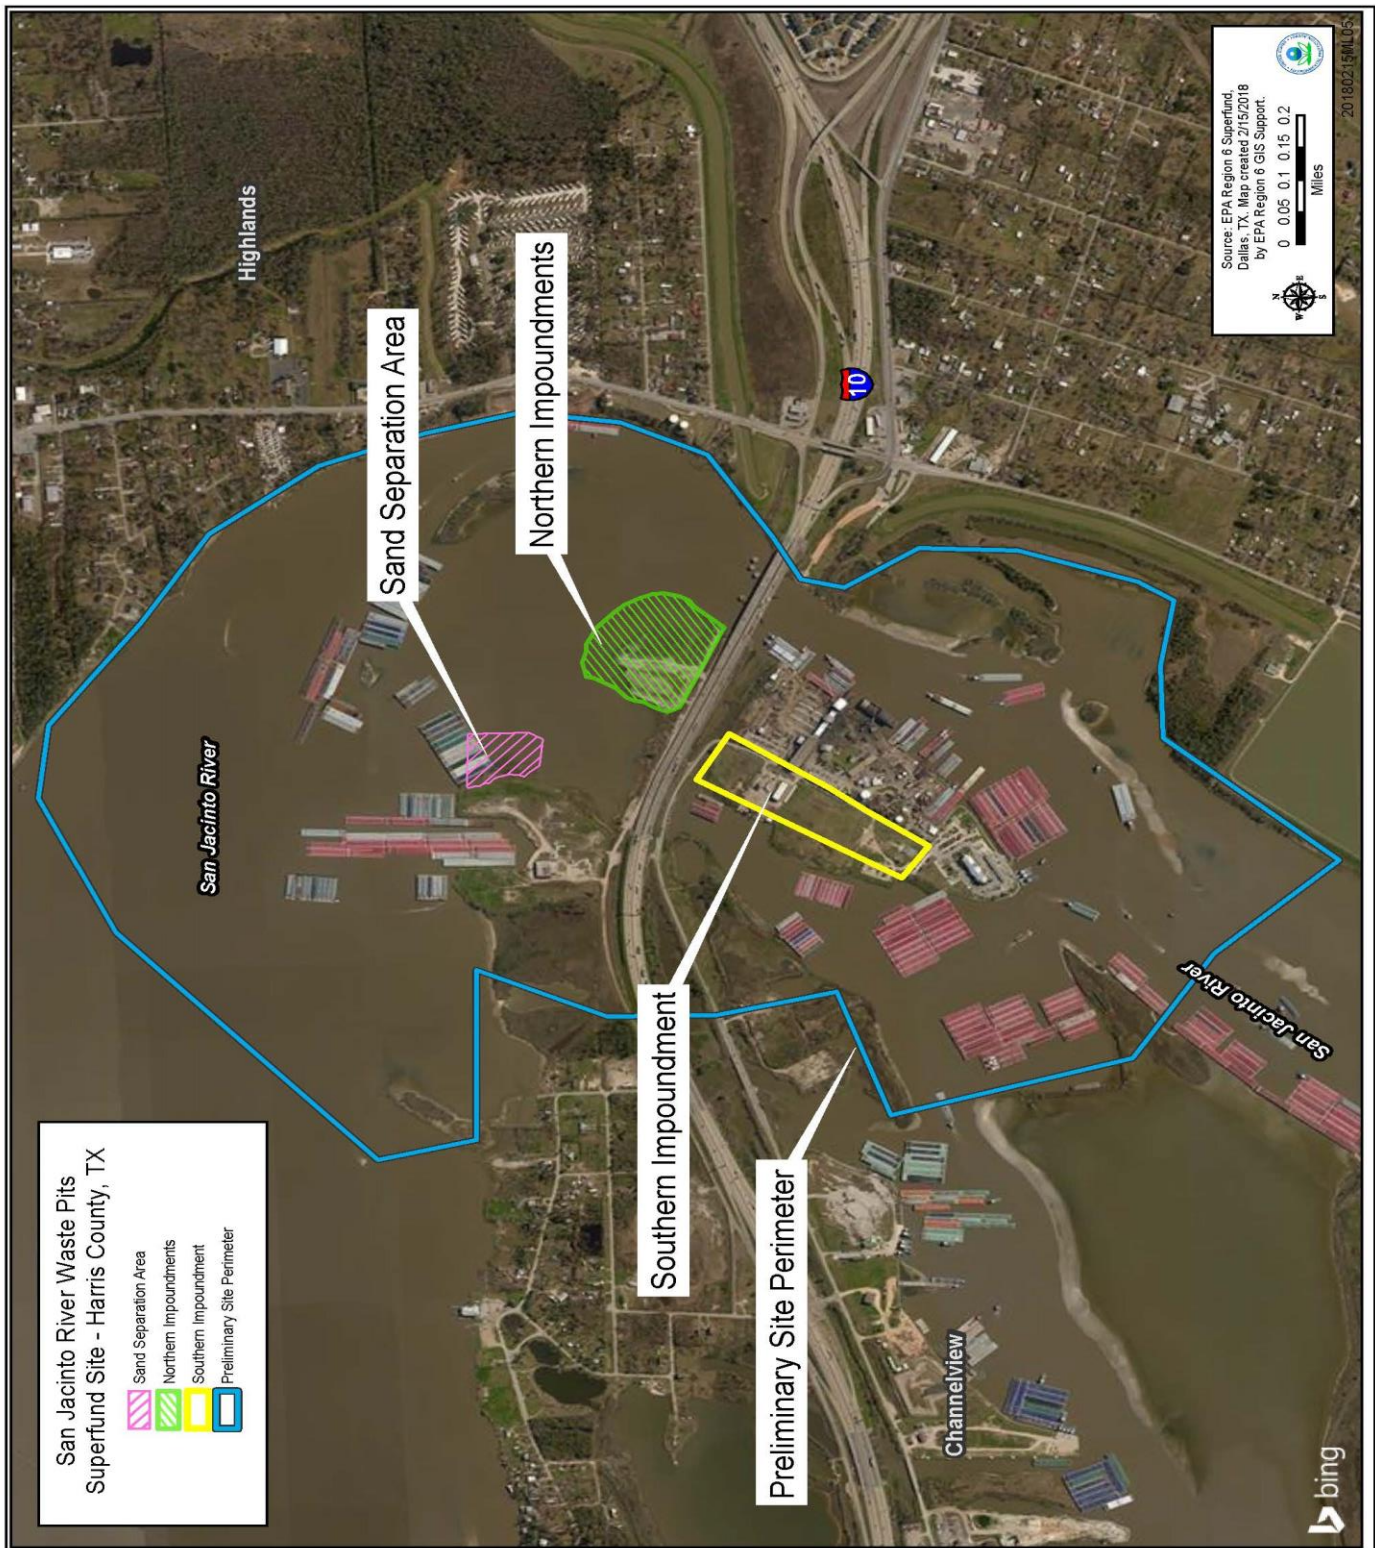 San Jacinto River Waste Pits
Superfund Site - Harris County, TX
Sand Separation Area
Northern Impoundments
Southern Impoundment
Preliminary Site Perimeter
San Jacinto River
Highlands
Sand Separation Area
Northern Impoundments
10
Southern Impoundment
Preliminary Site Perimeter
Channelview
San Jacinto River
bing
Source: EPA Region 6 Superfund,
Dallas, TX. Map created 2/15/2018
by EPA Region 6 GIS Support.
N
W E
S
0 0.05 0.1 0.15 0.2
Miles